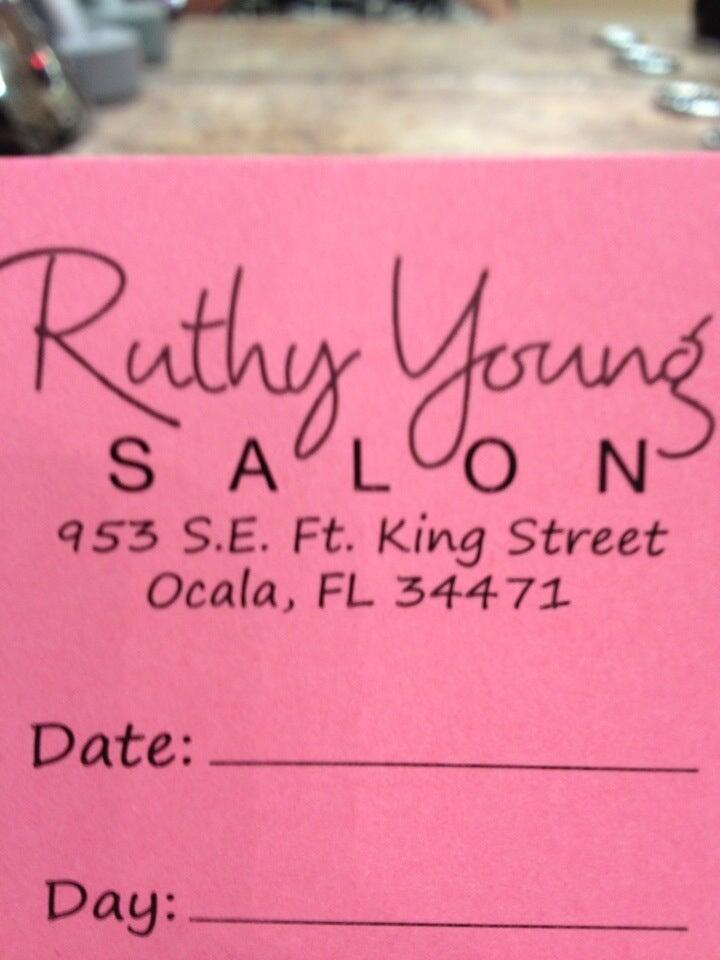 Ruthy Young
SALON
953 S.E. Ft. King Street
Ocala, FL 34471
Date:
Day: